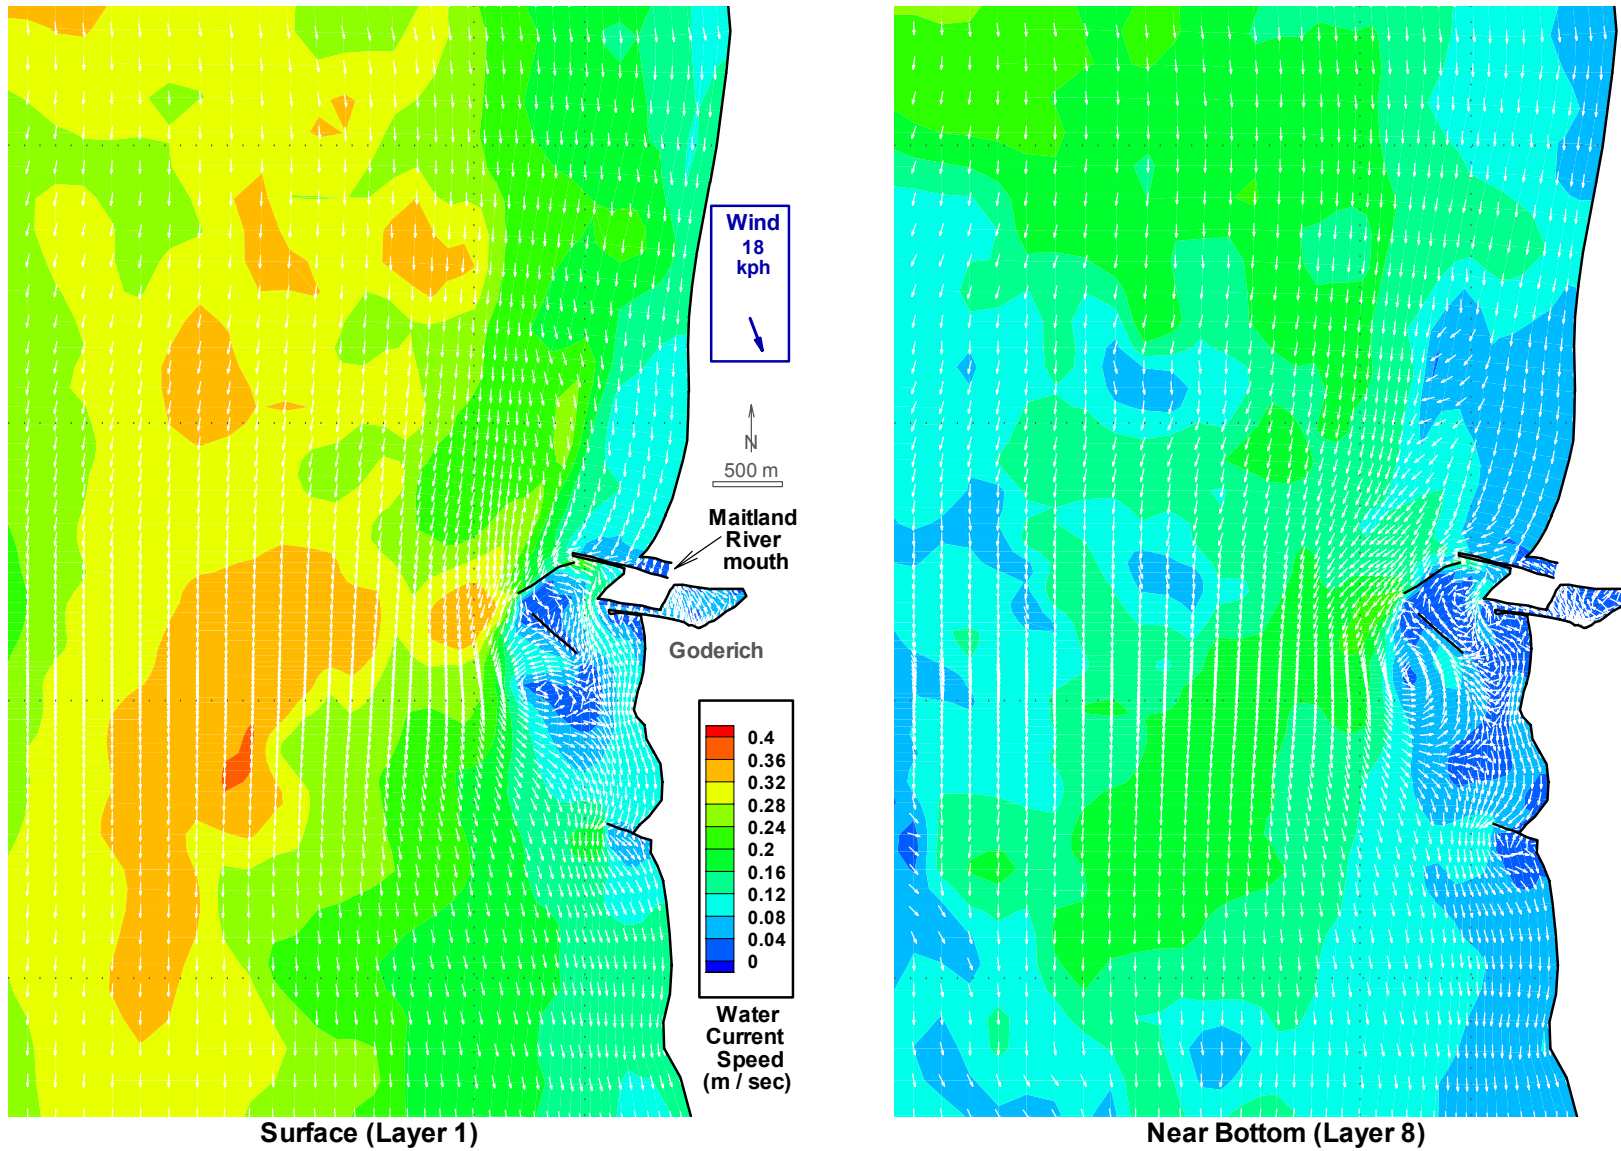 Wind
18
kph
N
500 m
Maitland
River
mouth
Goderich
0.4
0.36
0.32
0.28
0.24
0.2
0.16
0.12
0.08
0.04
0
Water
Current
Speed
(m / sec)
Surface (Layer 1)
Near Bottom (Layer 8)